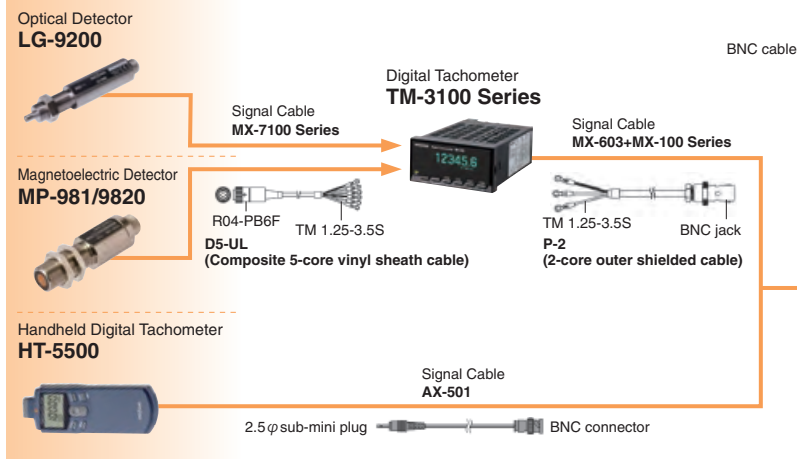 Optical Detector
LG-9200
BNC cable
Digital Tachometer
TM-3100 Series
Signal Cable
MX-7100 Series
Signal Cable
MX-603+MX-100 Series
12345.6
Magnetoelectric Detector
MP-981/9820
R04-PB6F
TM 1.25-3.5S
D5-UL
(Composite 5-core vinyl sheath cable)
TM 1.25-3.5S
BNC jack
P-2
(2-core outer shielded cable)
Handheld Digital Tachometer
HT-5500
Signal Cable
AX-501
2.5 φ sub-mini plug
BNC connector